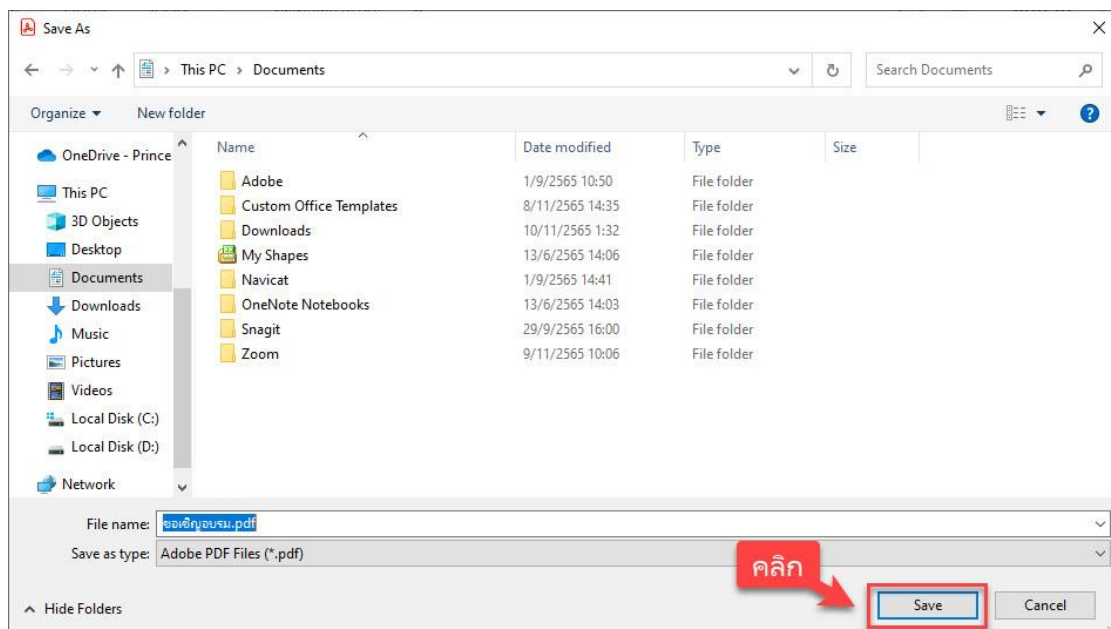 Save As
This PC > Documents
Search Documents
Organize
New folder
Name Date modified Type Size
OneDrive - Prince
This PC
3D Objects
Desktop
Documents
Downloads
Music
Pictures
Videos
Local Disk (C:)
Local Disk (D:)
Network
Adobe 1/9/2565 10:50 File folder
Custom Office Templates 8/11/2565 14:35 File folder
Downloads 10/11/2565 1:32 File folder
My Shapes 13/6/2565 14:06 File folder
Navicat 1/9/2565 14:41 File folder
OneNote Notebooks 13/6/2565 14:03 File folder
Snagit 29/9/2565 16:00 File folder
Zoom 9/11/2565 10:06 File folder
File name: ขอเชิญอบรม.pdf
Save as type: Adobe PDF Files (*.pdf)
คลิก
Hide Folders
Save
Cancel